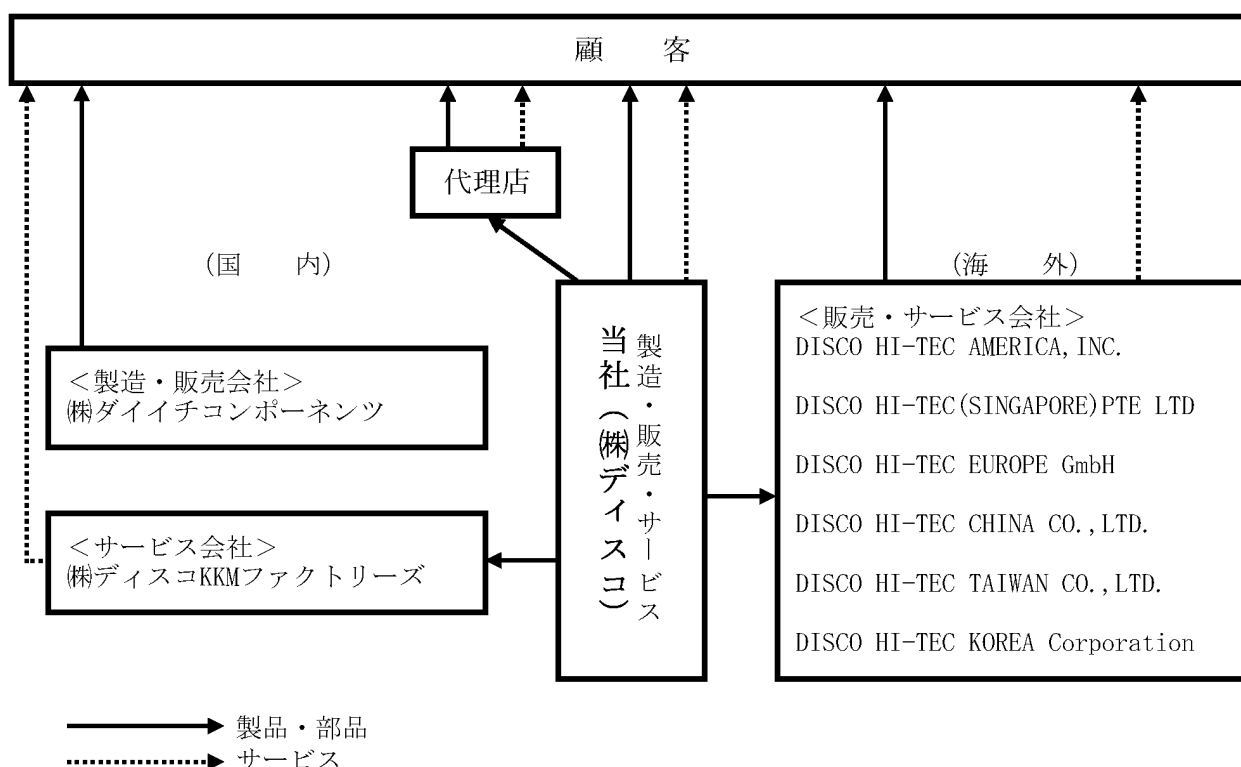 顧　客
代理店
(国　内)
(海　外)
＜製造・販売会社＞
㈱ダイイチコンポーネンツ
＜サービス会社＞
㈱ディスコKKMファクトリーズ
製造・販売・サービス
当社(㈱ディスコ)
＜販売・サービス会社＞
DISCO HI-TEC AMERICA,INC.
DISCO HI-TEC(SINGAPORE)PTE LTD
DISCO HI-TEC EUROPE GmbH
DISCO HI-TEC CHINA CO.,LTD.
DISCO HI-TEC TAIWAN CO.,LTD.
DISCO HI-TEC KOREA Corporation
製品・部品
サービス